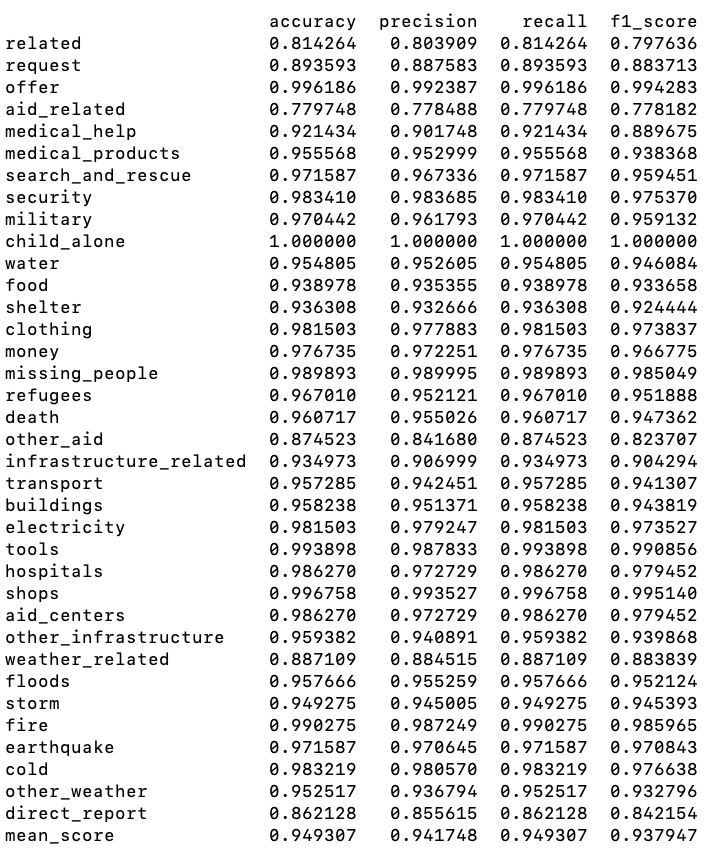 accuracy precision recall f1_score
related 0.814264 0.803909 0.814264 0.797636
request 0.893593 0.887583 0.893593 0.883713
offer 0.996186 0.992387 0.996186 0.994283
aid_related 0.779748 0.778488 0.779748 0.778182
medical_help 0.921434 0.901748 0.921434 0.889675
medical_products 0.955568 0.952999 0.955568 0.938368
search_and_rescue 0.971587 0.967336 0.971587 0.959451
security 0.983410 0.983685 0.983410 0.975370
military 0.970442 0.961793 0.970442 0.959132
child_alone 1.000000 1.000000 1.000000 1.000000
water 0.954805 0.952605 0.954805 0.946084
food 0.938978 0.935355 0.938978 0.933658
shelter 0.936308 0.932666 0.936308 0.924444
clothing 0.981503 0.977883 0.981503 0.973837
money 0.976735 0.972251 0.976735 0.966775
missing_people 0.989893 0.989995 0.989893 0.985049
refugees 0.967010 0.952121 0.967010 0.951888
death 0.960717 0.955026 0.960717 0.947362
other_aid 0.874523 0.841680 0.874523 0.823707
infrastructure_related 0.934973 0.906999 0.934973 0.904294
transport 0.957285 0.942451 0.957285 0.941307
buildings 0.958238 0.951371 0.958238 0.943819
electricity 0.981503 0.979247 0.981503 0.973527
tools 0.993898 0.987833 0.993898 0.990856
hospitals 0.986270 0.972729 0.986270 0.979452
shops 0.996758 0.993527 0.996758 0.995140
aid_centers 0.986270 0.972729 0.986270 0.979452
other_infrastructure 0.959382 0.940891 0.959382 0.939868
weather_related 0.887109 0.884515 0.887109 0.883839
floods 0.957666 0.955259 0.957666 0.952124
storm 0.949275 0.945005 0.949275 0.945393
fire 0.990275 0.987249 0.990275 0.985965
earthquake 0.971587 0.970645 0.971587 0.970843
cold 0.983219 0.980570 0.983219 0.976638
other_weather 0.952517 0.936794 0.952517 0.932796
direct_report 0.862128 0.855615 0.862128 0.842154
mean_score 0.949307 0.941748 0.949307 0.937947